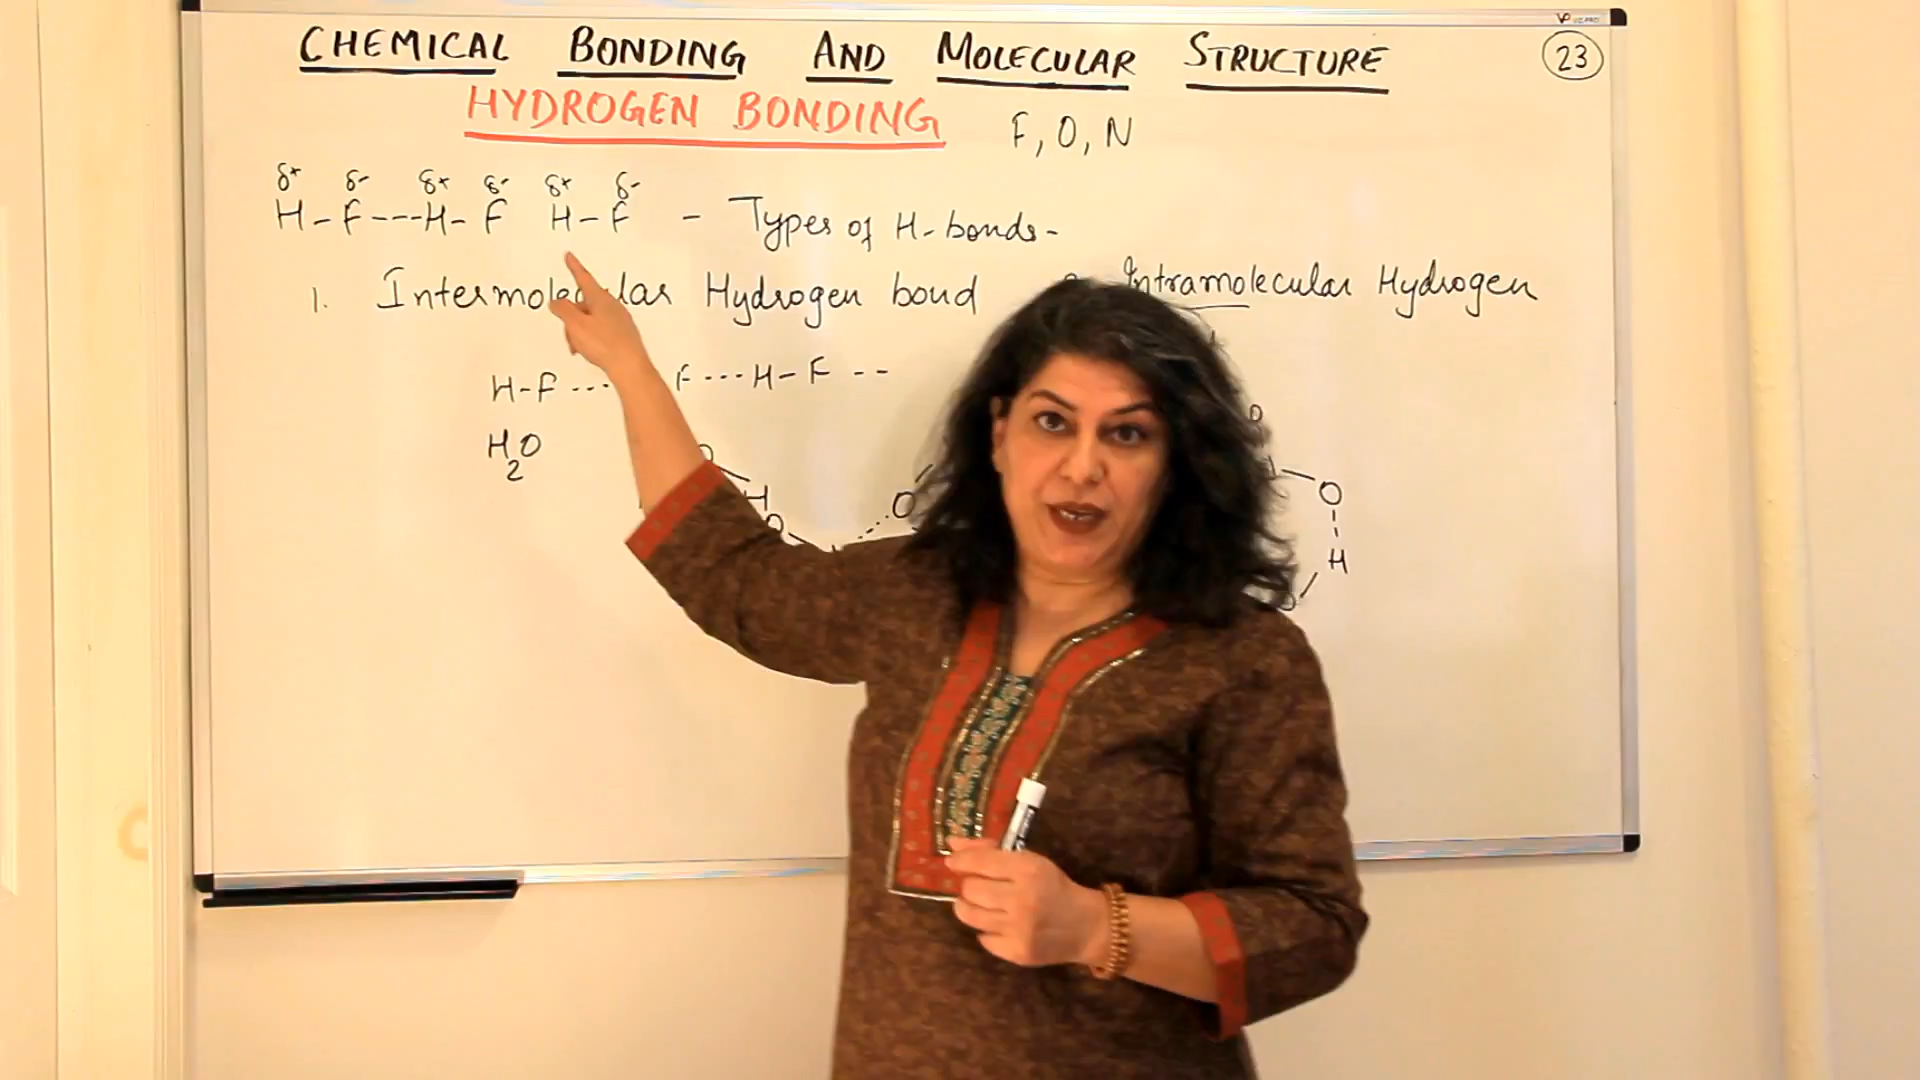 CHEMICAL BONDING AND MOLECULAR STRUCTURE 23
HYDROGEN BONDING F, O, N
δ+ δ- δ+ δ- δ+ δ-
H-F---H-F H-F - Types of H-bonds-
1. Intermolecular Hydrogen bond Intramolecular Hydrogen
H-F ... F---H-F --
H2O
O
O
H O O
O
H